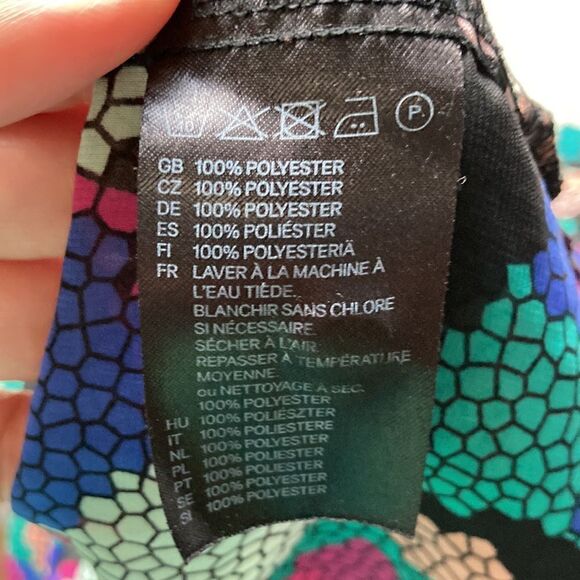 P
GB 100% POLYESTER
CZ 100% POLYESTER
DE 100% POLYESTER
ES 100% POLIÉSTER
FI 100% POLYESTERIÄ
FR LAVER À LA MACHINE À
L'EAU TIÈDE.
BLANCHIR SANS CHLORE
SI NÉCESSAIRE.
SÉCHER À L'AIR.
REPASSER À TEMPÉRATURE
MOYENNE.
OU NETTOYAGE À SEC.
100% POLYESTER
HU 100% POLIÉSZTER
IT 100% POLIESTERE
NL 100% POLYESTER
PL 100% POLIESTER
PT 100% POLIÉSTER
SE 100% POLYESTER
SI 100% POLIESTER